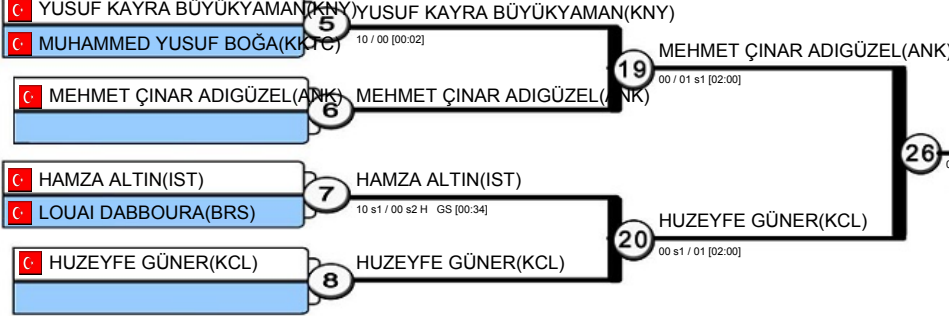 YUSUF KAYRA BÜYÜKYAMAN(KNY)
MUHAMMED YUSUF BOĞA(KKTC)
5
YUSUF KAYRA BÜYÜKYAMAN(KNY)
10 / 00 [00:02]
MEHMET ÇINAR ADIGÜZEL(ANK)
6
MEHMET ÇINAR ADIGÜZEL(ANK)
19
MEHMET ÇINAR ADIGÜZEL(ANK)
00 / 01 s1 [02:00]
26
HAMZA ALTIN(IST)
LOUAI DABBOURA(BRS)
7
HAMZA ALTIN(IST)
10 s1 / 00 s2 H GS [00:34]
HUZEYFE GÜNER(KCL)
8
HUZEYFE GÜNER(KCL)
20
HUZEYFE GÜNER(KCL)
00 s1 / 01 [02:00]